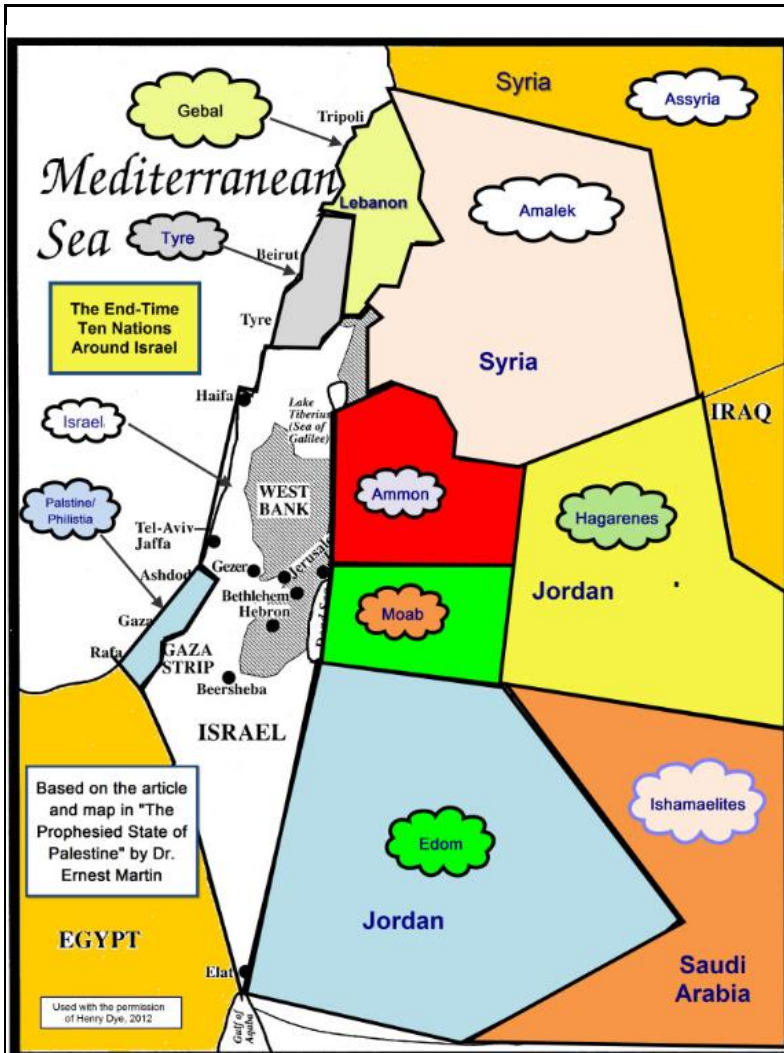 Syria
Assyria
Gebal
Tripoli
Mediterranean
Sea
Lebanon
Amalek
Tyre
Beirut
The End-Time
Ten Nations
Around Israel
Tyre
Syria
Haifa
Lake
Tiberius
(Sea of
Galilee)
IRAQ
Israel
WEST
BANK
Ammon
Hagarenes
Palstine/
Philistia
Tel-Aviv
Jaffa
Ashdod
Gezer
Bethlehem
Hebron
Jordan
Moab
Gaza
Rafa
GAZA
STRIP
Beersheba
ISRAEL
Based on the article
and map in "The
Prophesied State of
Palestine" by Dr.
Ernest Martin
Ishamaelites
Edom
Jordan
EGYPT
Elat
Saudi
Arabia
Used with the permission
of Henry Dye, 2012
Gulf of
Aqaba